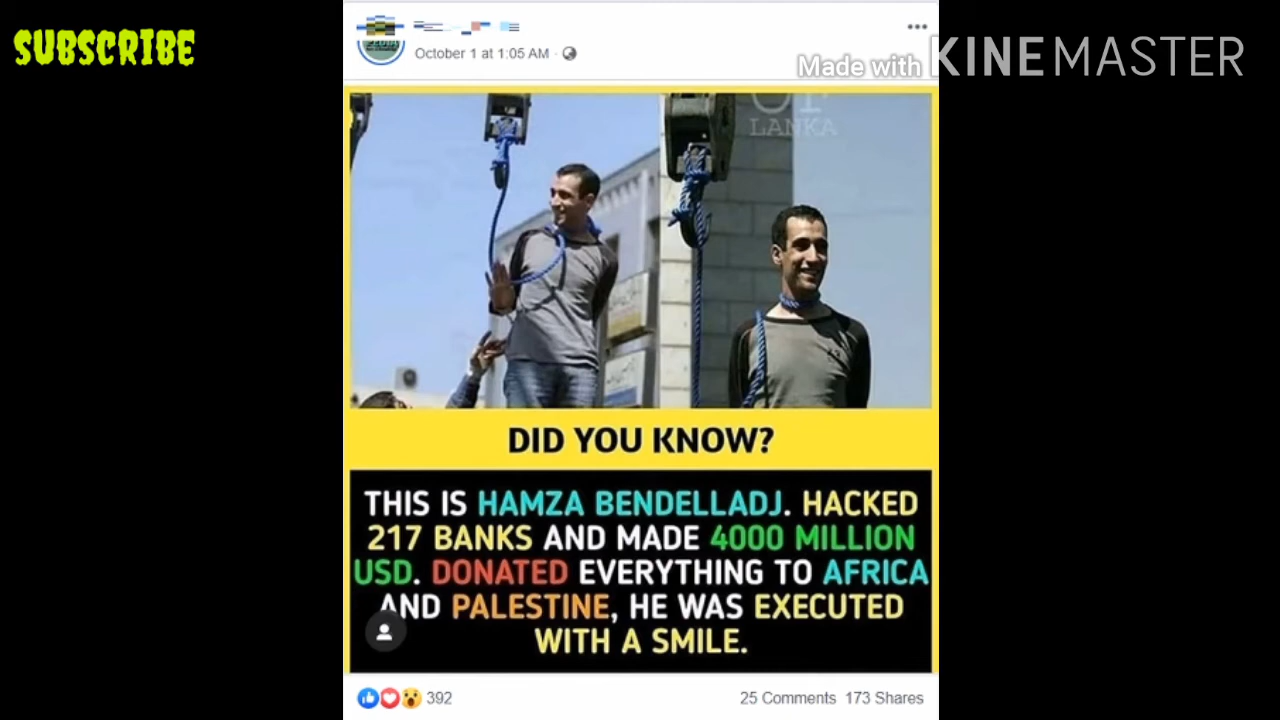 SUBSCRIBE
October 1 at 1:05 AM
Made with KINEMASTER
OF
LANKA
DID YOU KNOW?
THIS IS HAMZA BENDELLADJ. HACKED
217 BANKS AND MADE 4000 MILLION
USD. DONATED EVERYTHING TO AFRICA
AND PALESTINE, HE WAS EXECUTED
WITH A SMILE.
392
25 Comments 173 Shares